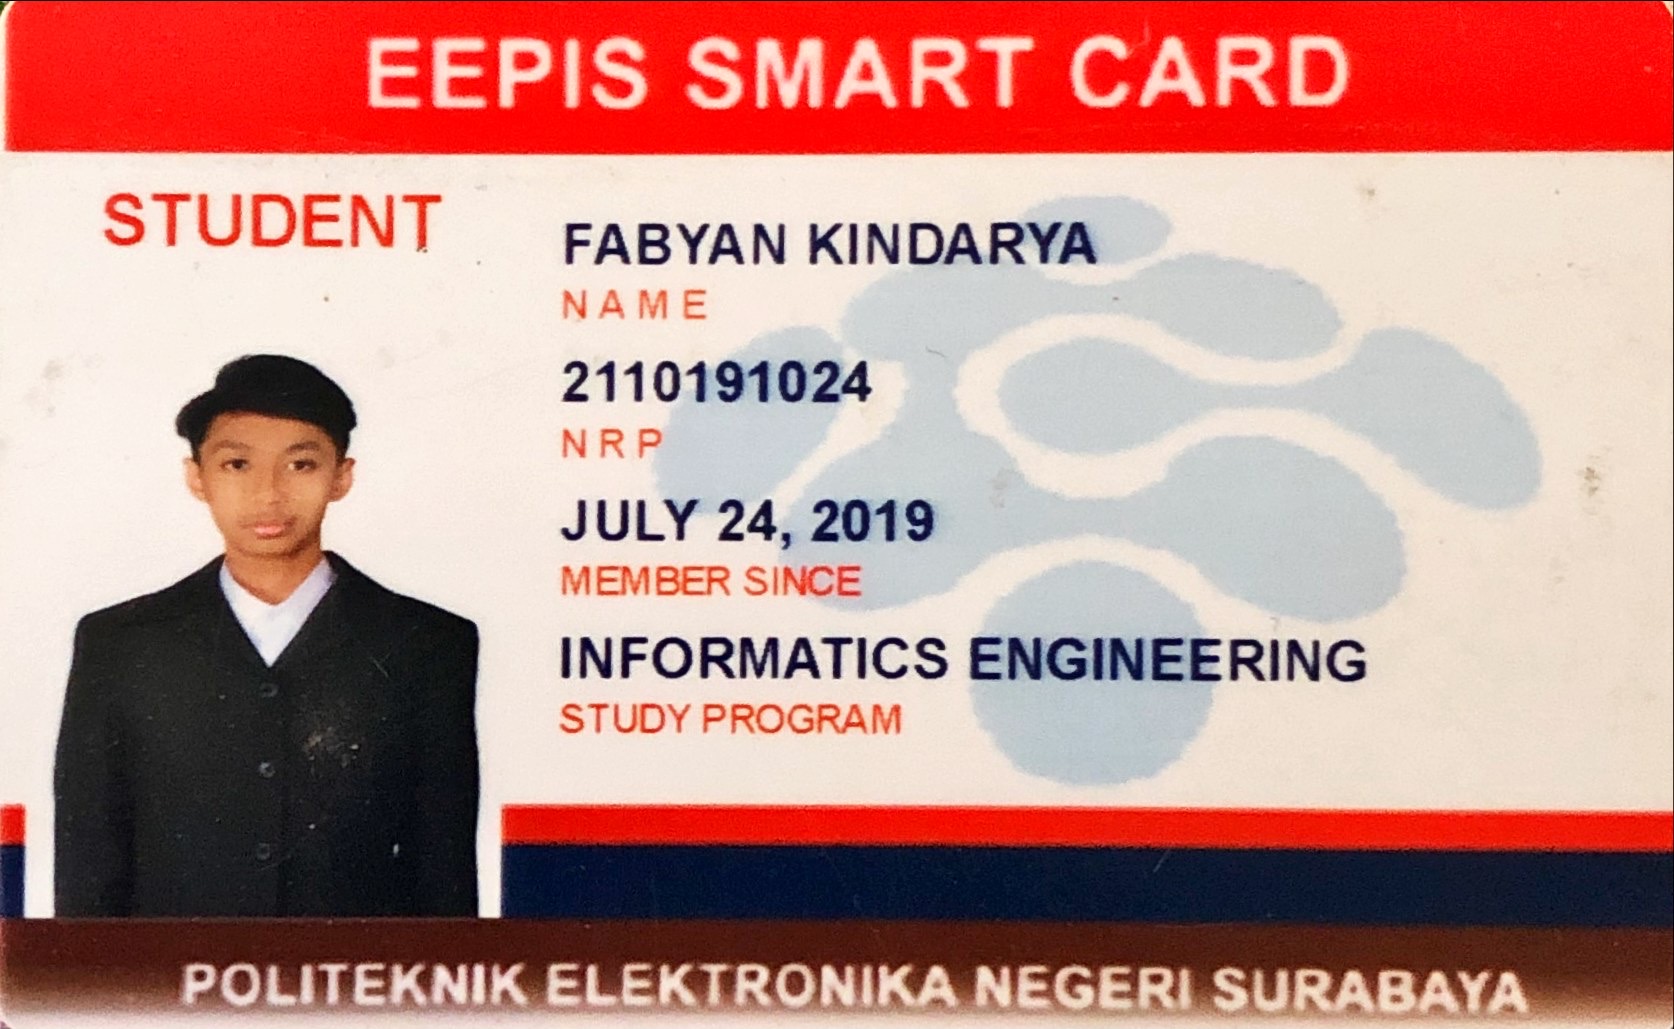 EEPIS SMART CARD
STUDENT
FABYAN KINDARYA
NAME
2110191024
NRP
JULY 24, 2019
MEMBER SINCE
INFORMATICS ENGINEERING
STUDY PROGRAM
POLITEKNIK ELEKTRONIKA NEGERI SURABAYA